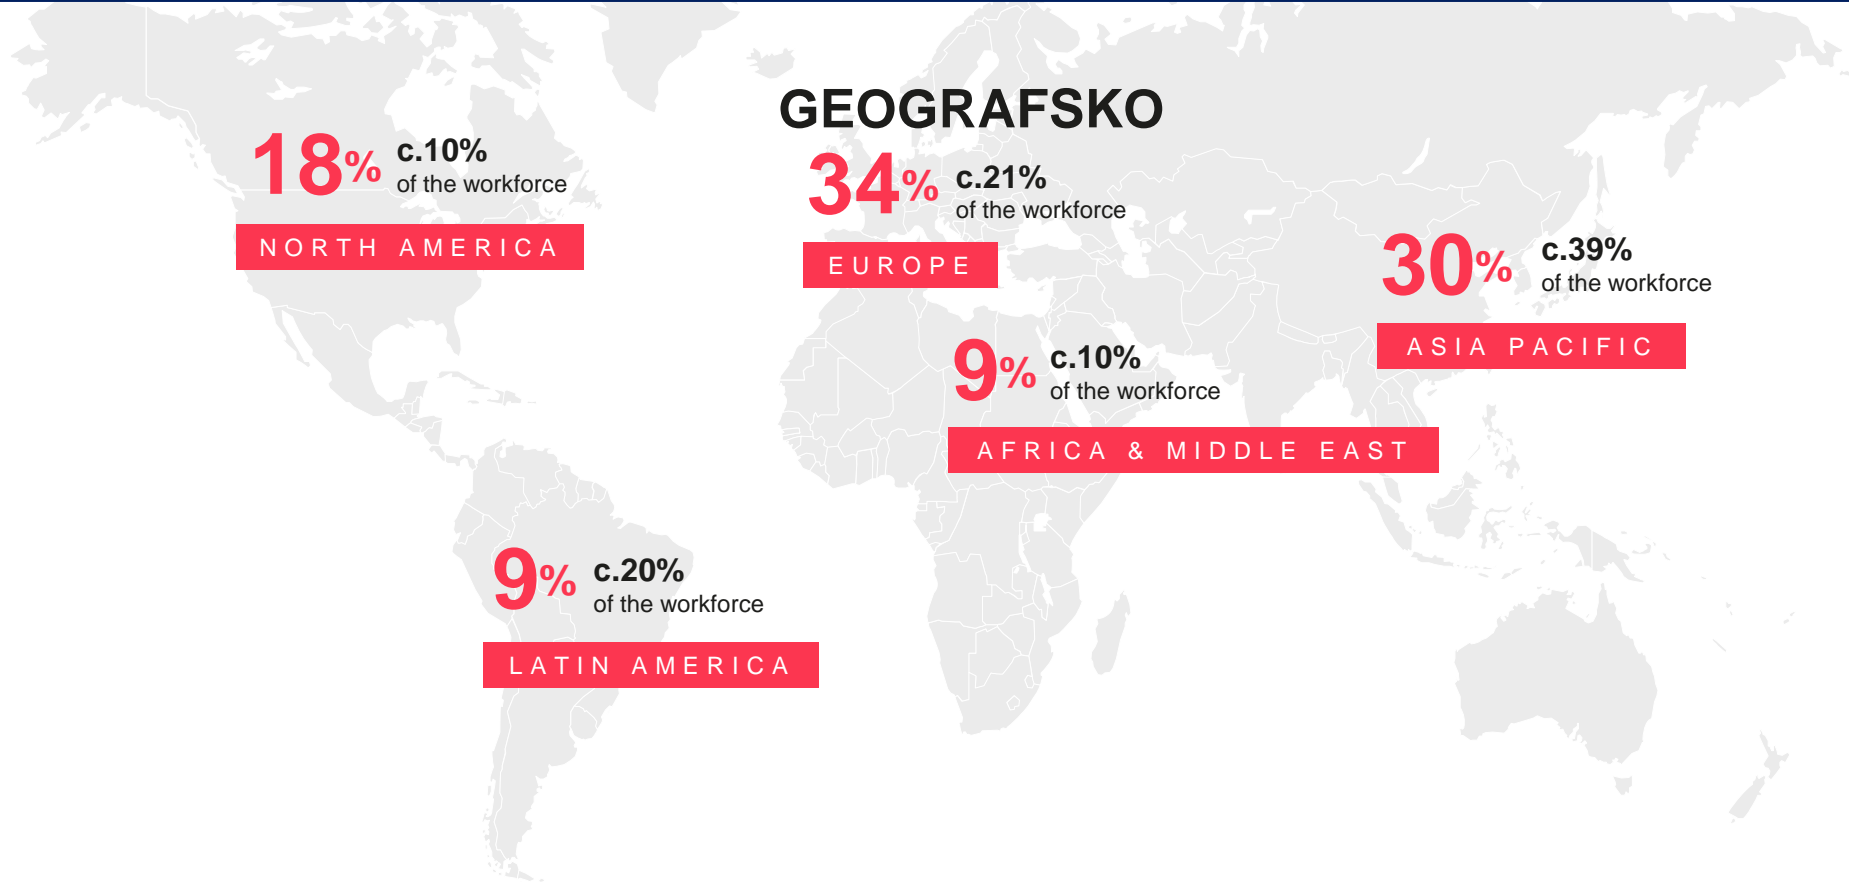 GEOGRAFSKO
18% c.10%
of the workforce
NORTH AMERICA
34% c.21%
of the workforce
EUROPE
30% c.39%
of the workforce
ASIA PACIFIC
9% c.10%
of the workforce
AFRICA & MIDDLE EAST
9% c.20%
of the workforce
LATIN AMERICA